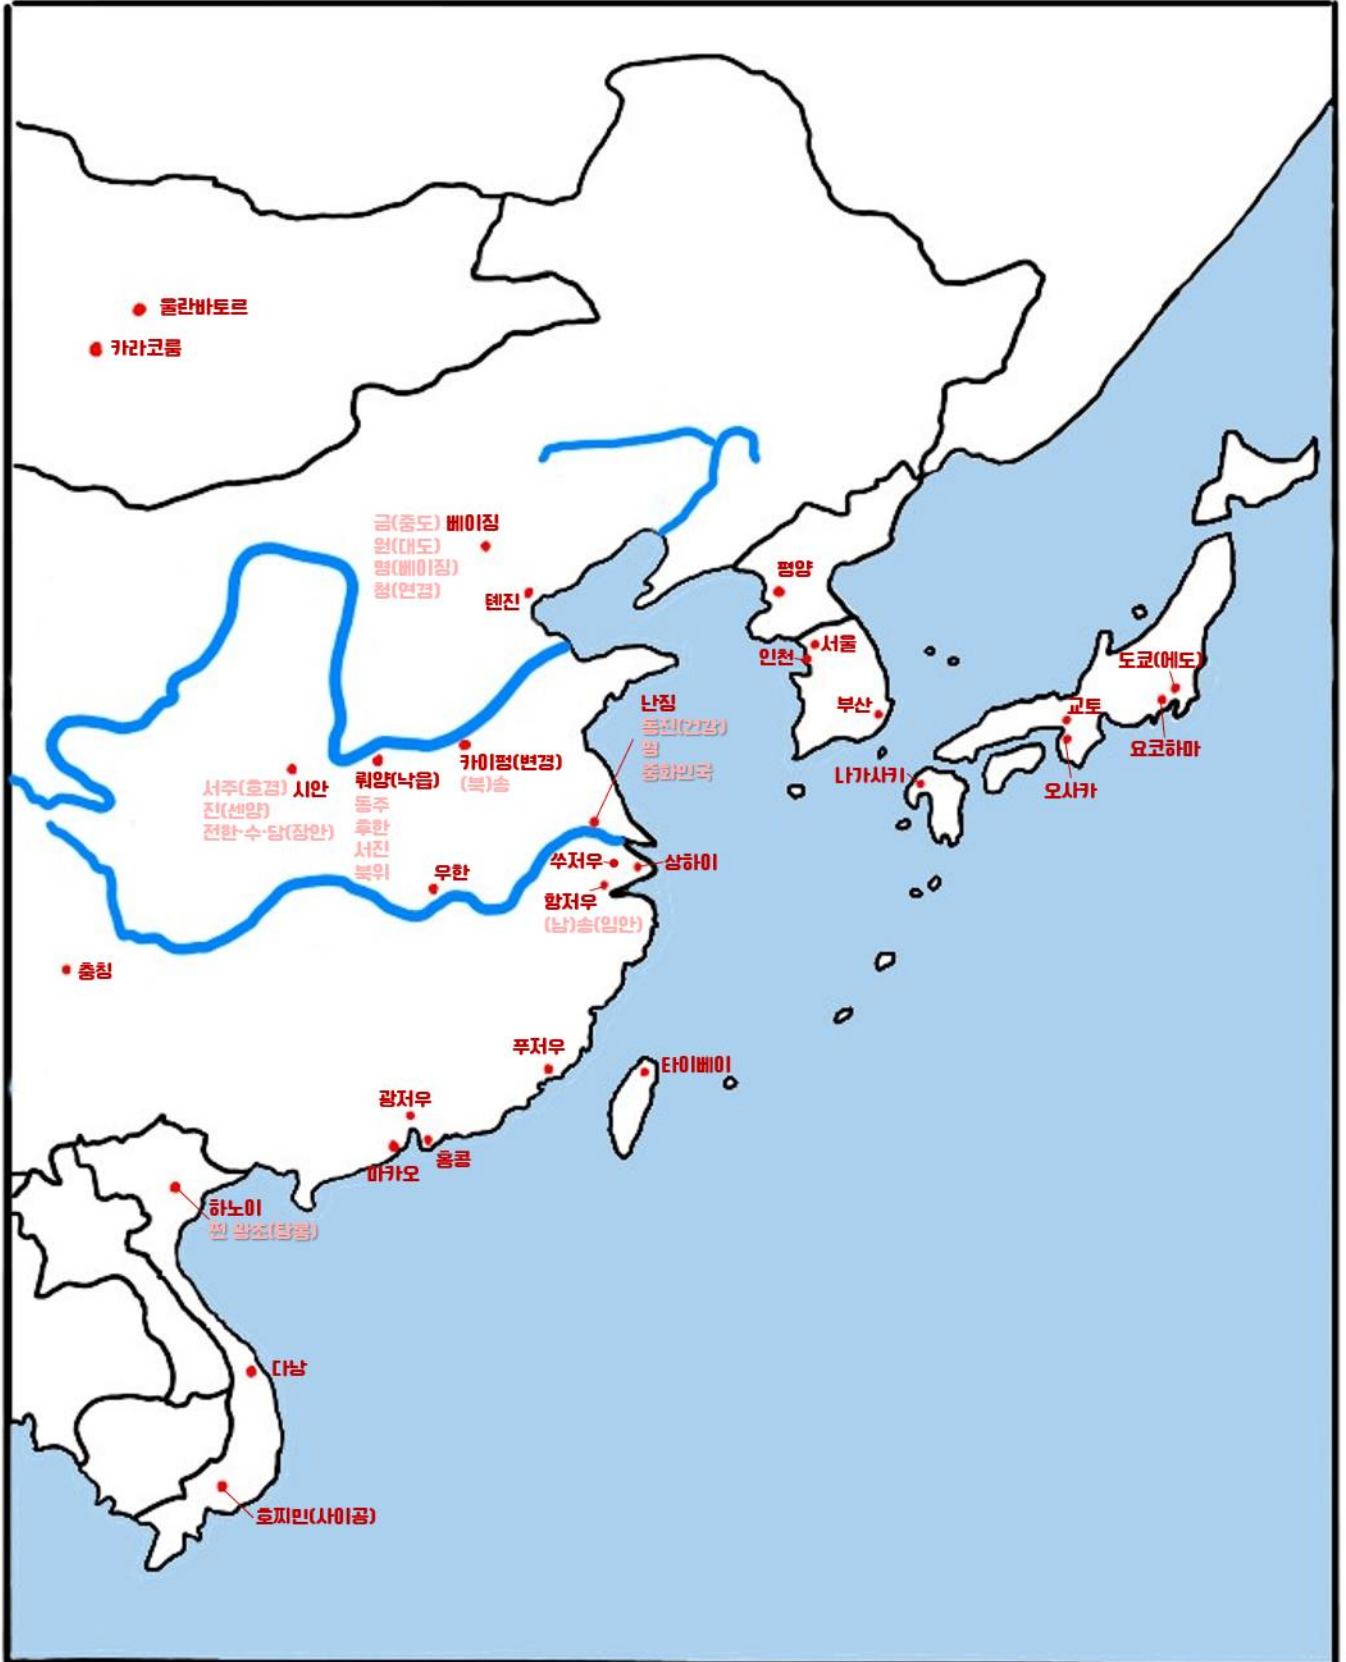 울란바토르
카라코룸
금(중도) 베이징
원(대도)
명(베이징)
청(연경)
톈진
평양
서울
인천
부산
도쿄(에도)
교토
요코하마
오사카
나가사키
난징
동진(건강)
명
중화민국
카이펑(변경)
(북)송
뤄양(낙읍)
동주
후한
서진
북위
서주(호경) 시안
진(셴양)
전한·수·당(장안)
우한
쑤저우
상하이
항저우
(남)송(임안)
충칭
푸저우
타이베이
광저우
홍콩
마카오
하노이
찐 왕조(탕롱)
다낭
호찌민(사이공)